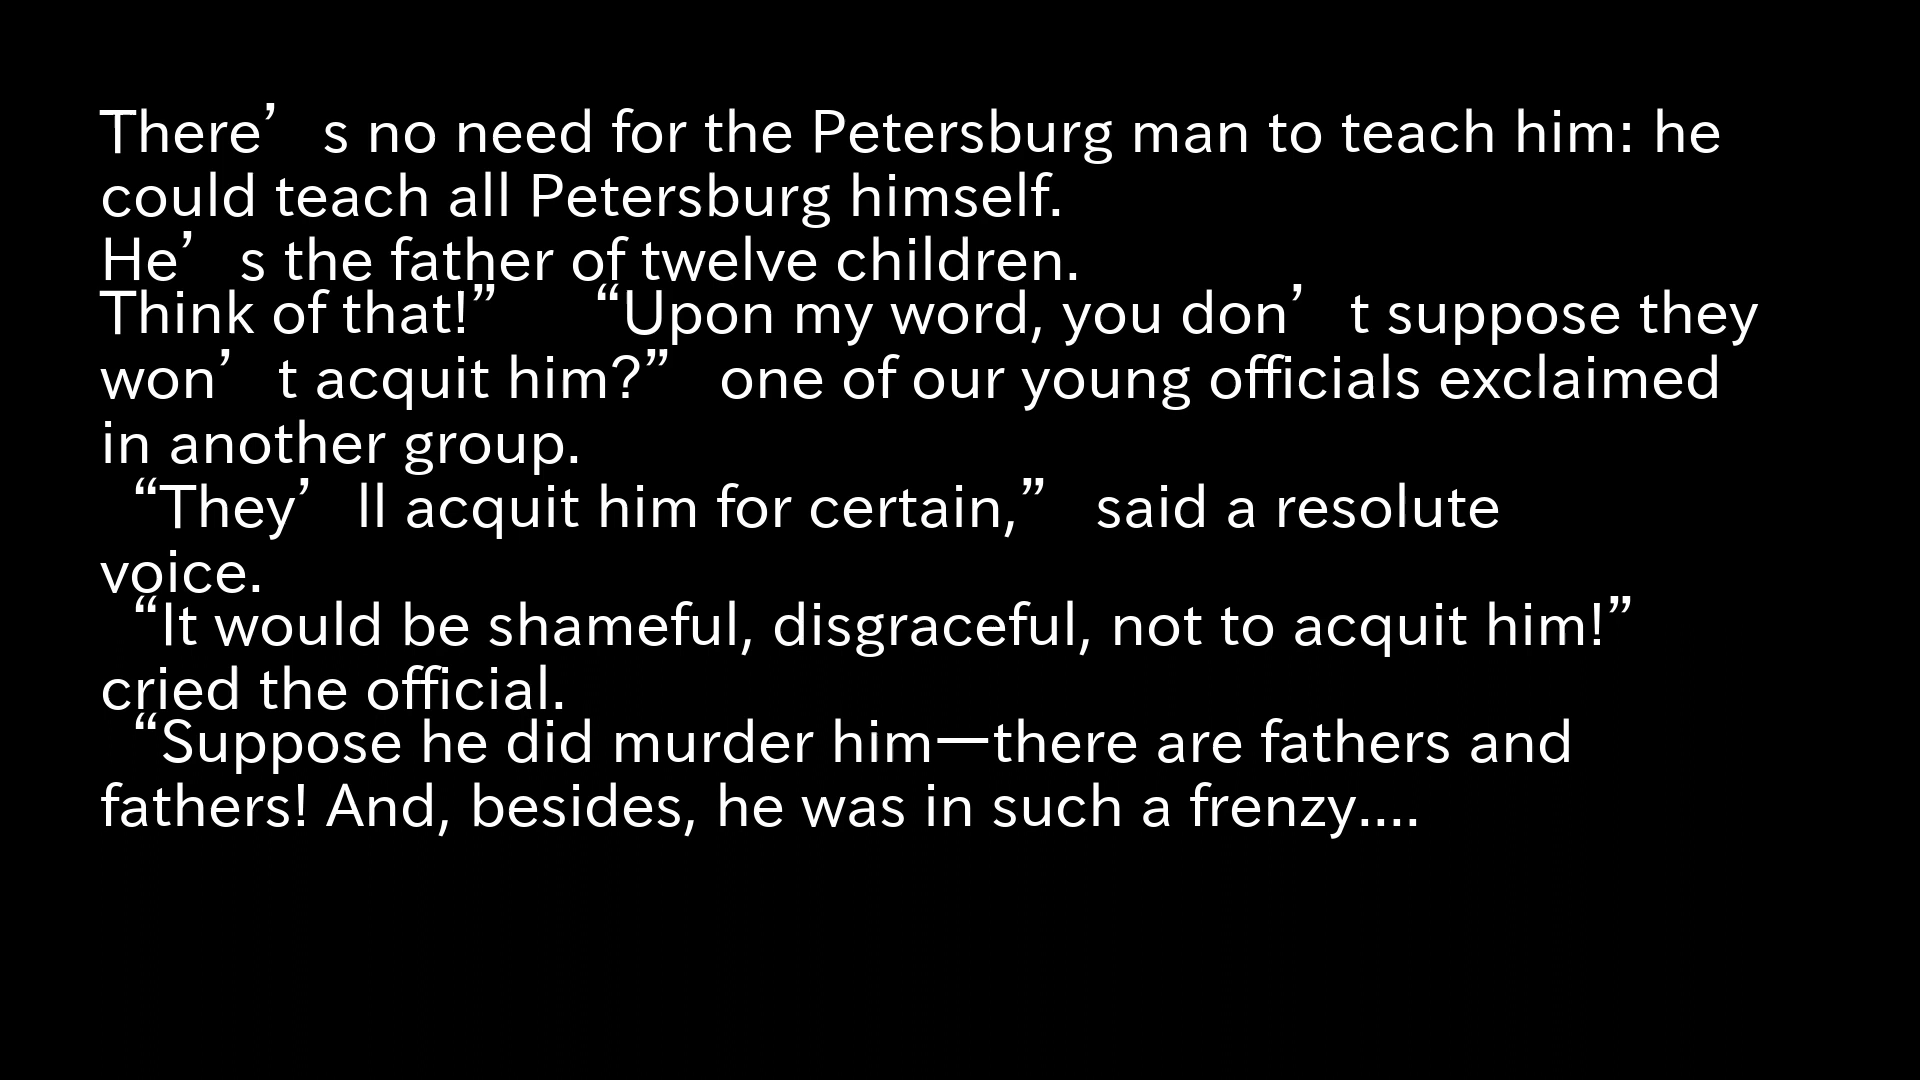 There’s no need for the Petersburg man to teach him: he
could teach all Petersburg himself.
He’s the father of twelve children.
Think of that!” “Upon my word, you don’t suppose they
won’t acquit him?” one of our young officials exclaimed
in another group.
“They’ll acquit him for certain,” said a resolute
voice.
“It would be shameful, disgraceful, not to acquit him!”
cried the official.
“Suppose he did murder him—there are fathers and
fathers! And, besides, he was in such a frenzy....